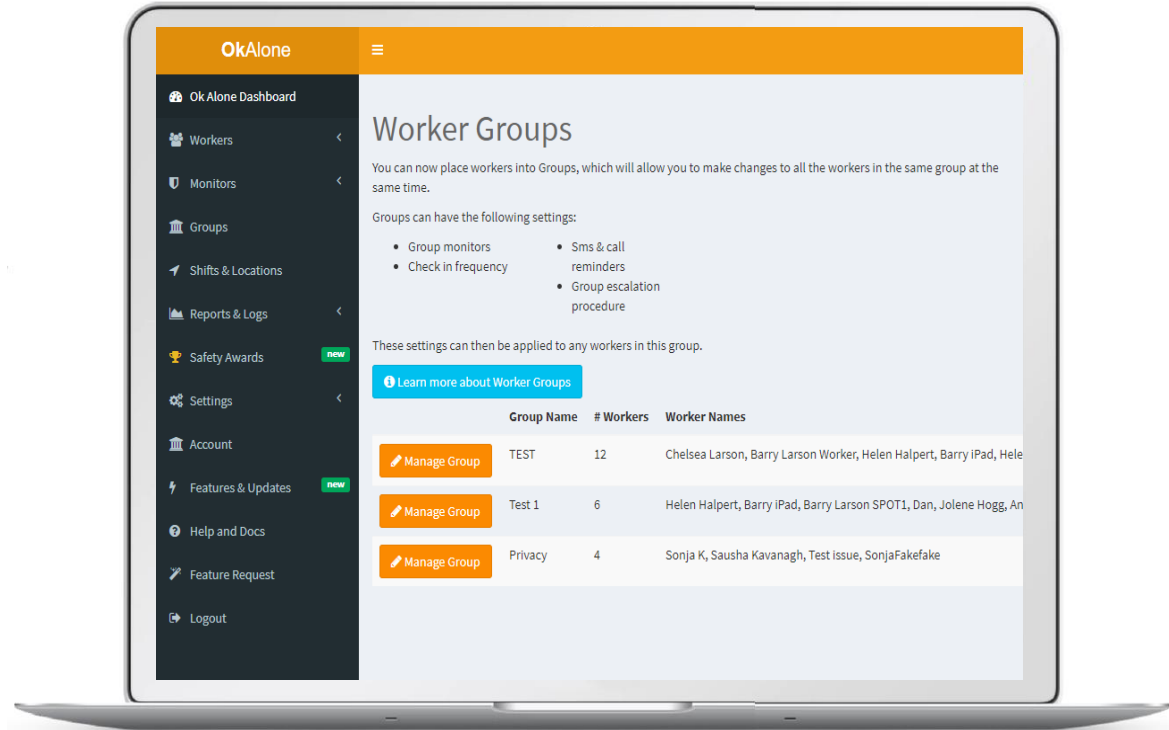 OkAlone
Ok Alone Dashboard
Workers
Monitors
Groups
Shifts & Locations
Reports & Logs
Safety Awards new
Settings
Account
Features & Updates new
Help and Docs
Feature Request
Logout
Worker Groups
You can now place workers into Groups, which will allow you to make changes to all the workers in the same group at the
same time.
Groups can have the following settings:
Group monitors
Check in frequency
Sms & call
reminders
Group escalation
procedure
These settings can then be applied to any workers in this group.
Learn more about Worker Groups
Group Name # Workers Worker Names
Manage Group TEST 12 Chelsea Larson, Barry Larson Worker, Helen Halpert, Barry iPad, Hele
Manage Group Test 1 6 Helen Halpert, Barry iPad, Barry Larson SPOT1, Dan, Jolene Hogg, An
Manage Group Privacy 4 Sonja K, Sausha Kavanagh, Test issue, SonjaFakefake